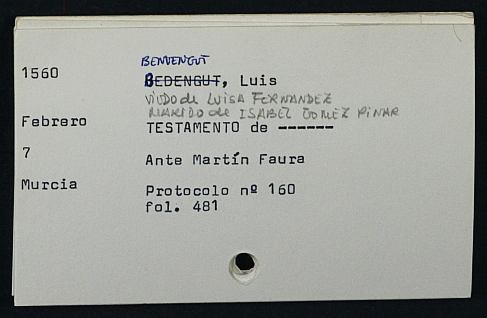 BENVENGUT
1560 BEDENGUT, Luis
viudo de LUISA FERNANDEZ
MARIDO de ISABEL GOMEZ PINAR
Febrero TESTAMENTO de ------
7 Ante Martín Faura
Murcia Protocolo nº 160
fol. 481